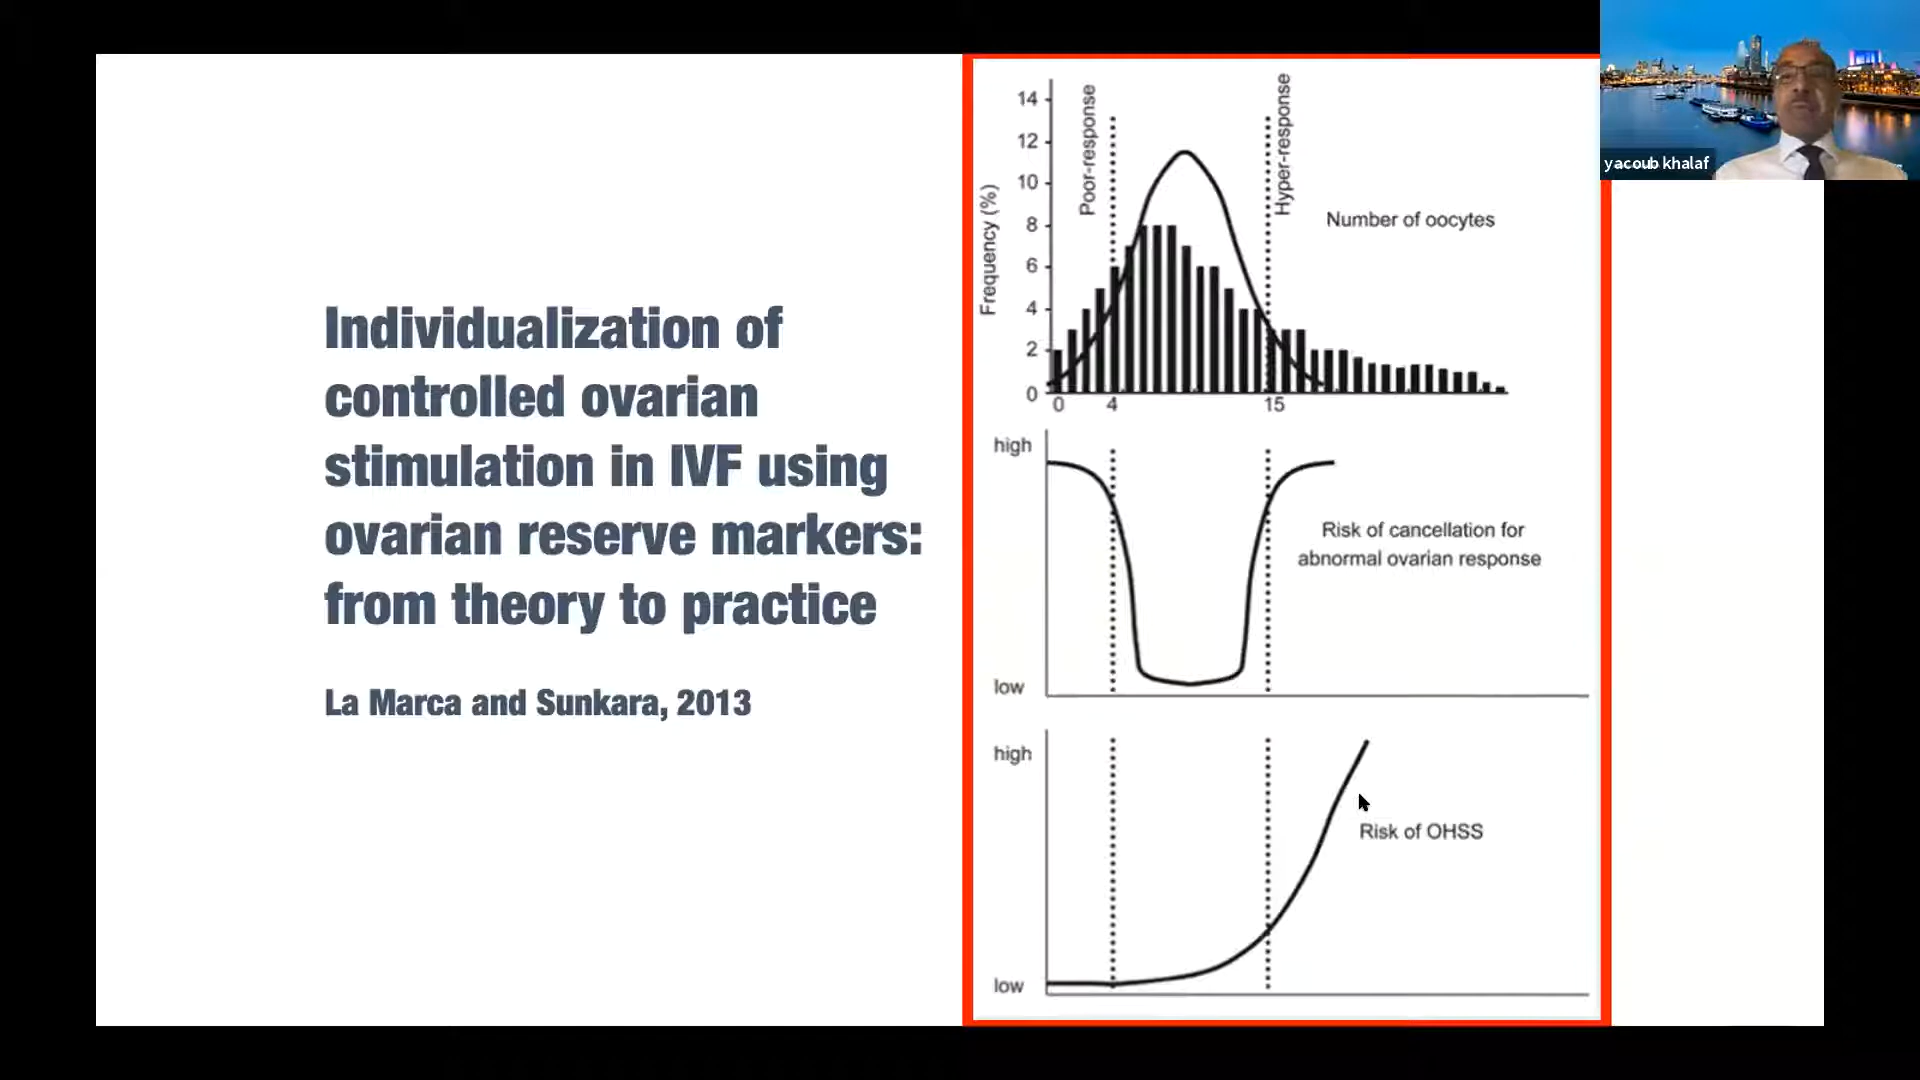 Individualization of
controlled ovarian
stimulation in IVF using
ovarian reserve markers:
from theory to practice
La Marca and Sunkara, 2013
Frequency (%)
14
12
10
8
6
4
2
0
Poor-response
Hyper-response
Number of oocytes
0 4 15
high
Risk of cancellation for
abnormal ovarian response
low
high
Risk of OHSS
low
yacoub khalaf